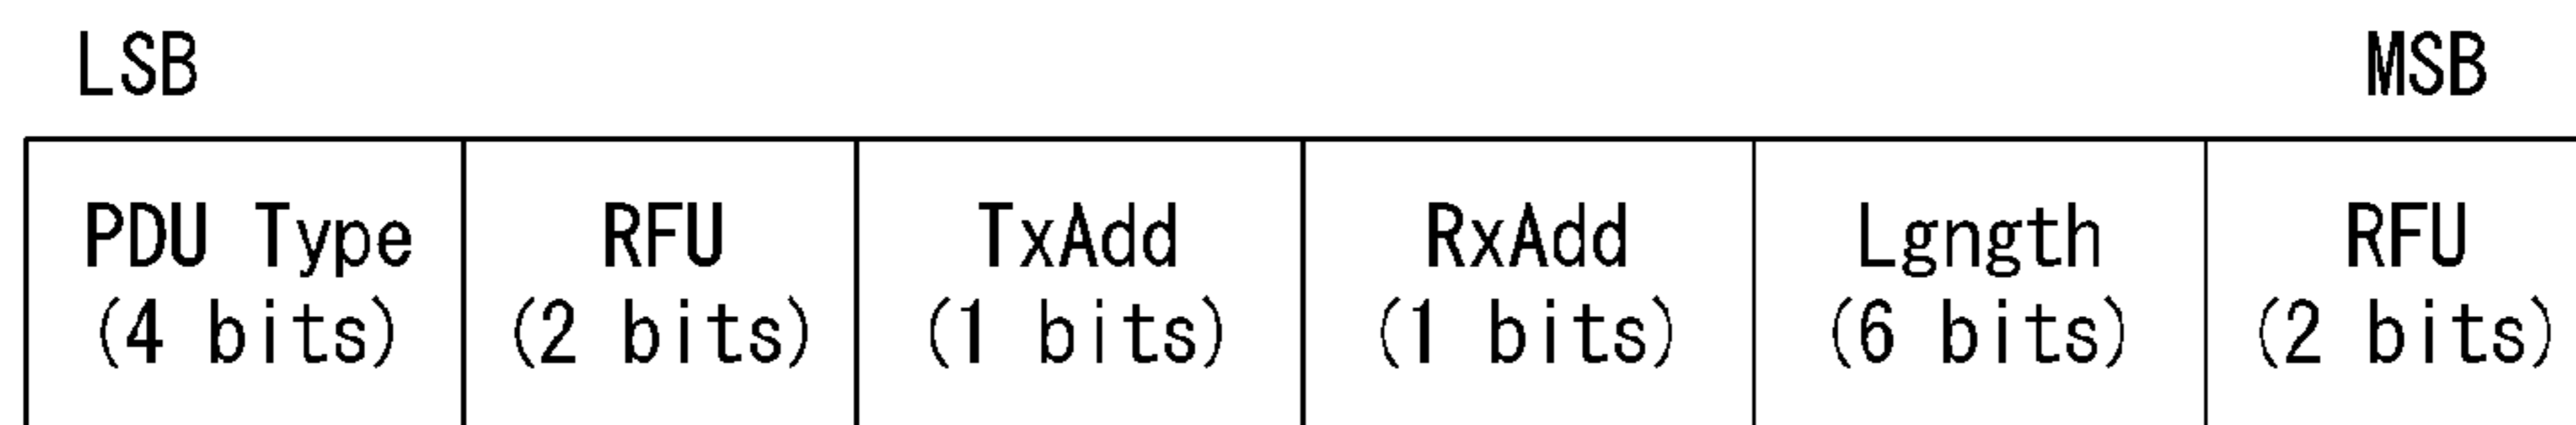 LSB MSB
PDU Type RFU TxAdd RxAdd Lgngth RFU
(4 bits) (2 bits) (1 bits) (1 bits) (6 bits) (2 bits)